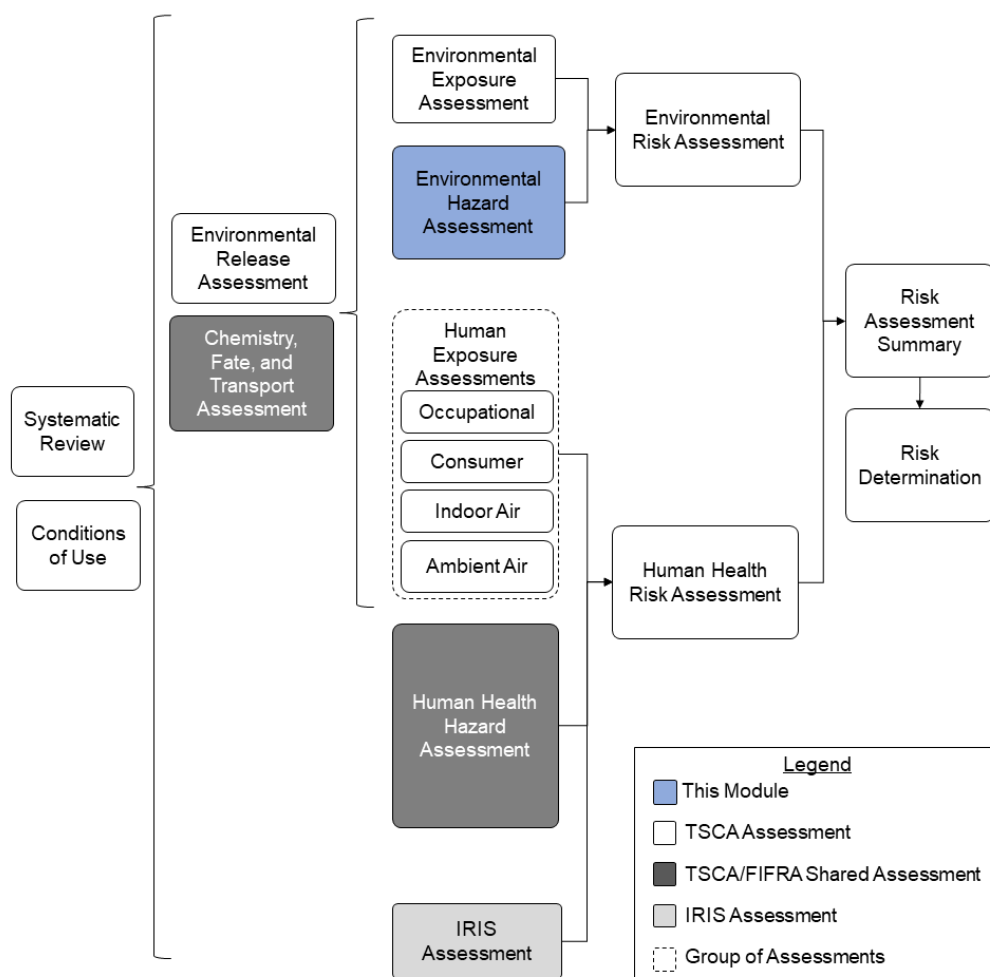 Systematic
Review
Conditions
of Use
Environmental
Release
Assessment
Chemistry,
Fate, and
Transport
Assessment
Environmental
Exposure
Assessment
Environmental
Hazard
Assessment
Human
Exposure
Assessments
Occupational
Consumer
Indoor Air
Ambient Air
Human Health
Hazard
Assessment
IRIS
Assessment
Environmental
Risk Assessment
Human Health
Risk Assessment
Risk
Assessment
Summary
Risk
Determination
Legend
This Module
TSCA Assessment
TSCA/FIFRA Shared Assessment
IRIS Assessment
Group of Assessments